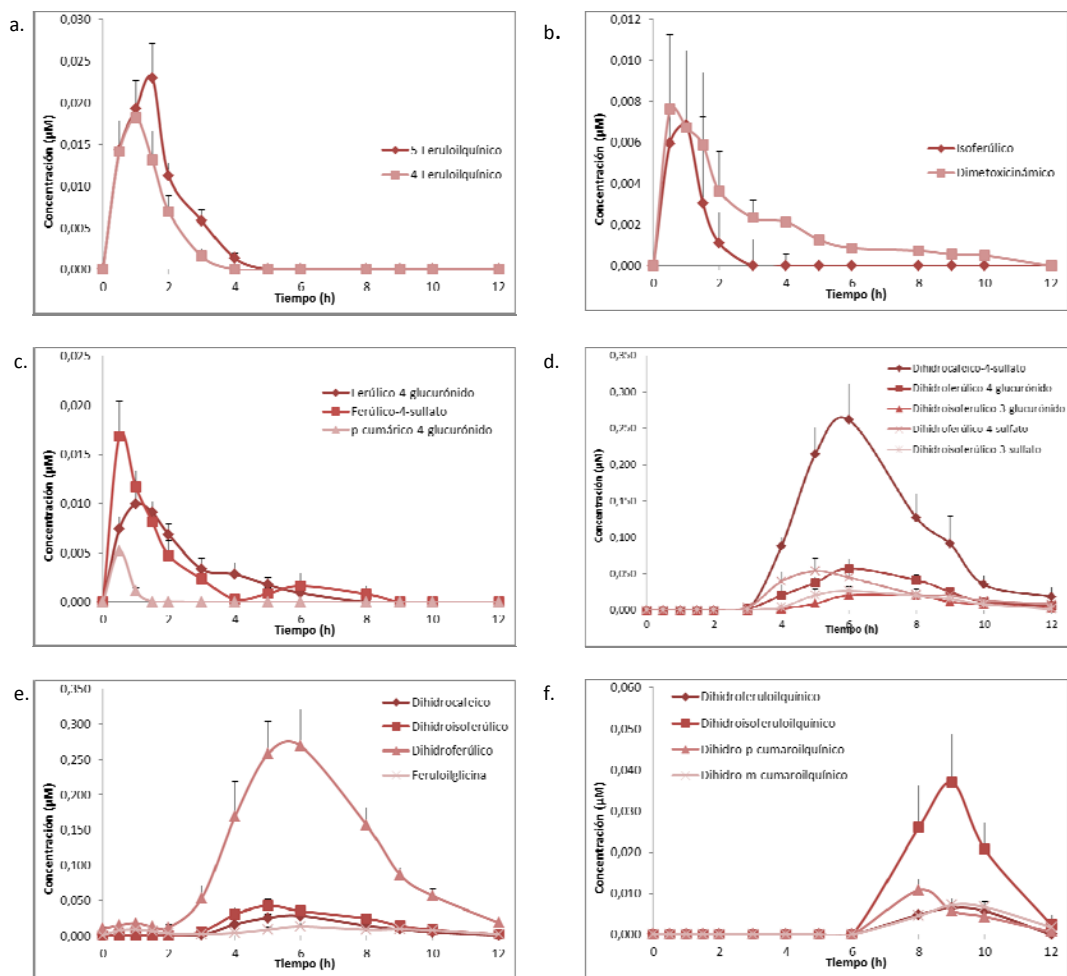 a.
Concentración (µM)
0,030
0,025
0,020
0,015
0,010
0,005
0,000
5 Feruloilquínico
4 Feruloilquínico
0 2 4 6 8 10 12
Tiempo (h)
b.
Concentración (µM)
0,012
0,010
0,008
0,006
0,004
0,002
0,000
Isoferúlico
Dimetoxicinámico
0 2 4 6 8 10 12
Tiempo (h)
c.
Concentración (µM)
0,025
0,020
0,015
0,010
0,005
0,000
Ferúlico 4 glucurónido
Ferúlico-4-sulfato
p cumárico 4 glucurónido
0 2 4 6 8 10 12
Tiempo (h)
d.
Concentración (µM)
0,350
0,300
0,250
0,200
0,150
0,100
0,050
0,000
Dihidrocafeico-4-sulfato
Dihidroferúlico 4 glucurónido
Dihidroisoferulico 3 glucurónido
Dihidroferúlico 4 sulfato
Dihidroisoferúlico 3 sulfato
0 2 4 6 8 10 12
Tiempo (h)
e.
Concentración (µM)
0,350
0,300
0,250
0,200
0,150
0,100
0,050
0,000
Dihidrocafeico
Dihidroisoferúlico
Dihidroferúlico
Feruloilglicina
0 2 4 6 8 10 12
Tiempo (h)
f.
Concentración (µM)
0,060
0,050
0,040
0,030
0,020
0,010
0,000
Dihidroferuloilquínico
Dihidroisoferuloilquínico
Dihidro p cumaroilquínico
Dihidro m cumaroilquínico
0 2 4 6 8 10 12
Tiempo (h)